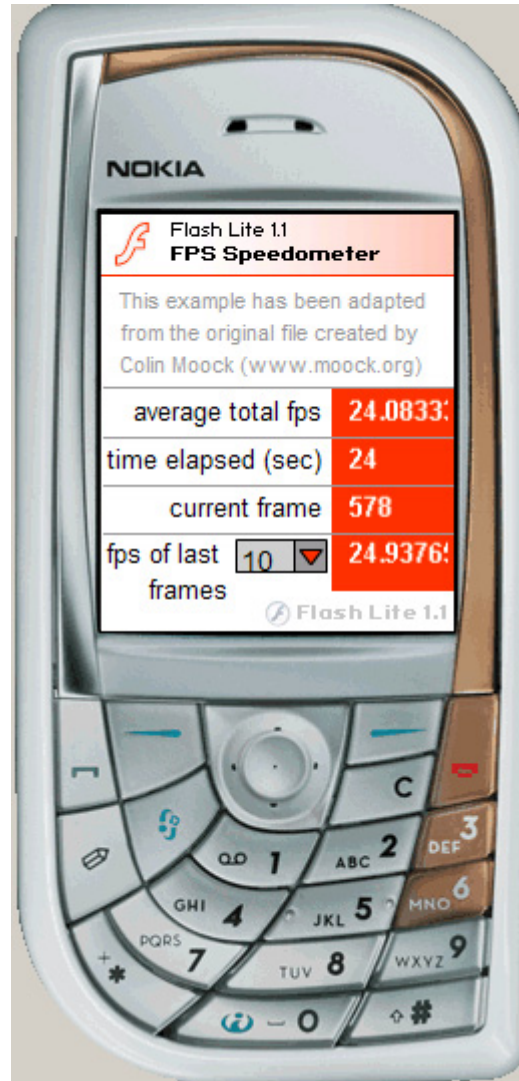 NOKIA
Flash Lite 1.1
FPS Speedometer
This example has been adapted
from the original file created by
Colin Moock (www.moock.org)
average total fps 24.0833
time elapsed (sec) 24
current frame 578
fps of last 10 24.9376
frames
Flash Lite 1.1
C
1 ABC 2 DEF 3
GHI 4 JKL 5 MNO 6
PQRS 7 TUV 8 WXYZ 9
+ * i – 0 #